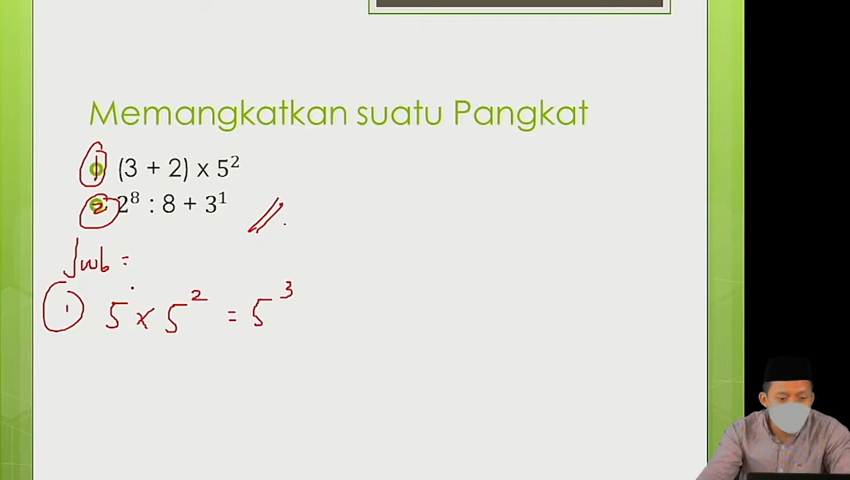 Memangkatkan suatu Pangkat
1 (3 + 2) x 5²
2 2⁸ : 8 + 3¹
Jwb :
1 5 x 5² = 5³